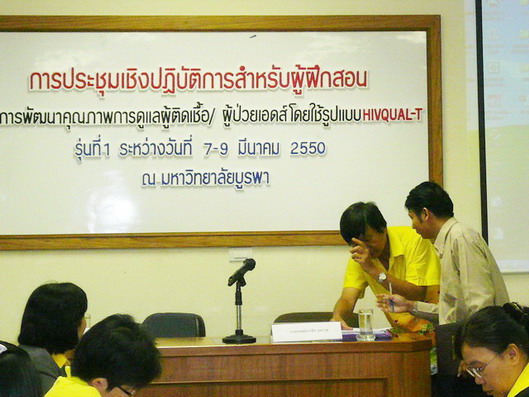 การประชุมเชิงปฏิบัติการสำหรับผู้ฝึกสอน
การพัฒนาคุณภาพการดูแลผู้ติดเชื้อ/ ผู้ป่วยเอดส์โดยใช้รูปแบบHIVQUAL-T
รุ่นที่1 ระหว่างวันที่ 7-9 มีนาคม 2550
ณ มหาวิทยาลัยบูรพา